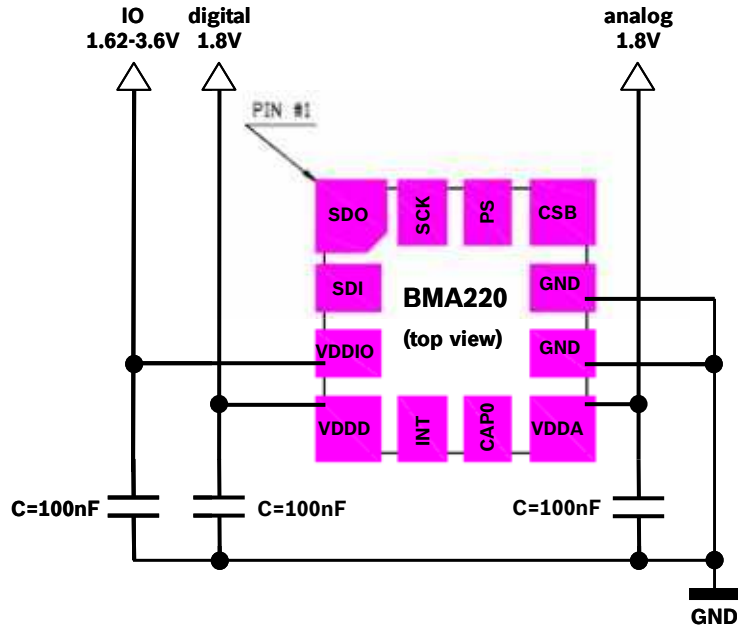 IO
1.62-3.6V
digital
1.8V
analog
1.8V
PIN #1
SDO
SCK
PS
CSB
SDI
GND
BMA220
(top view)
VDDIO
GND
VDDD
INT
CAP0
VDDA
C=100nF
C=100nF
C=100nF
GND